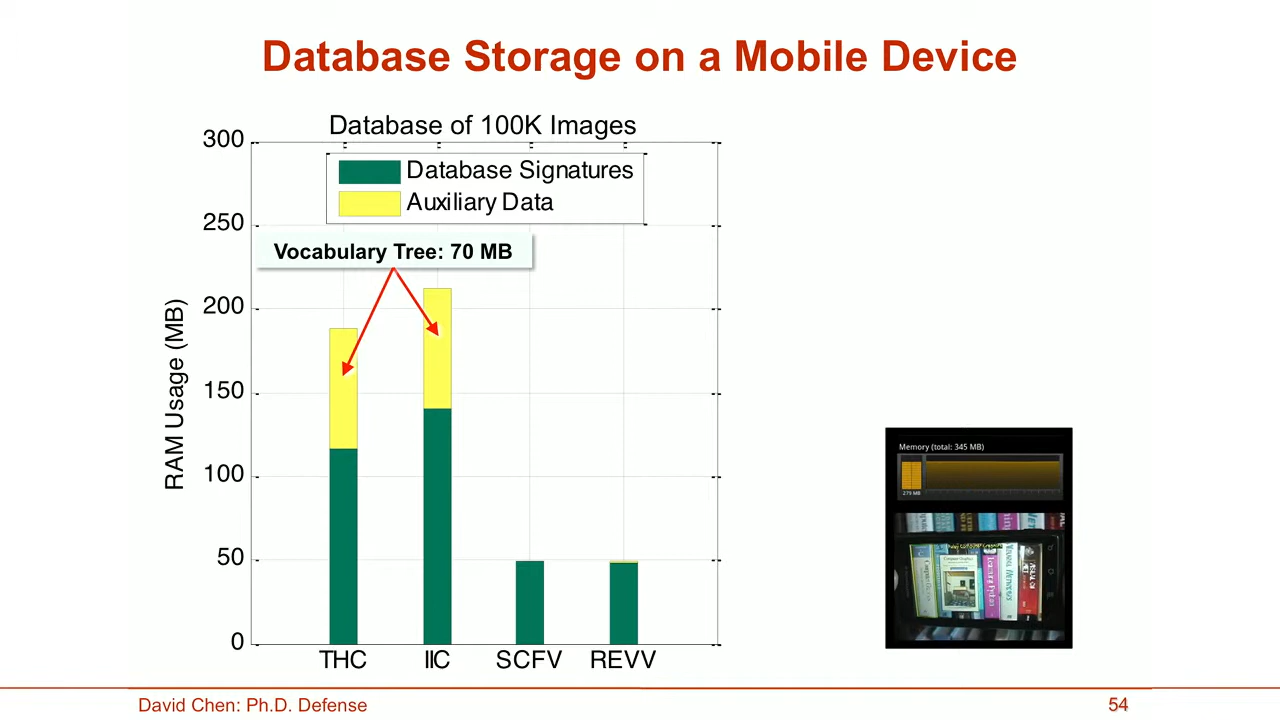 Database Storage on a Mobile Device
Database of 100K Images
300
250
200
150
100
50
0
RAM Usage (MB)
Database Signatures
Auxiliary Data
Vocabulary Tree: 70 MB
THC IIC SCFV REVV
Memory (total: 345 MB)
279 MB
Computer Graphics
David Chen: Ph.D. Defense
54